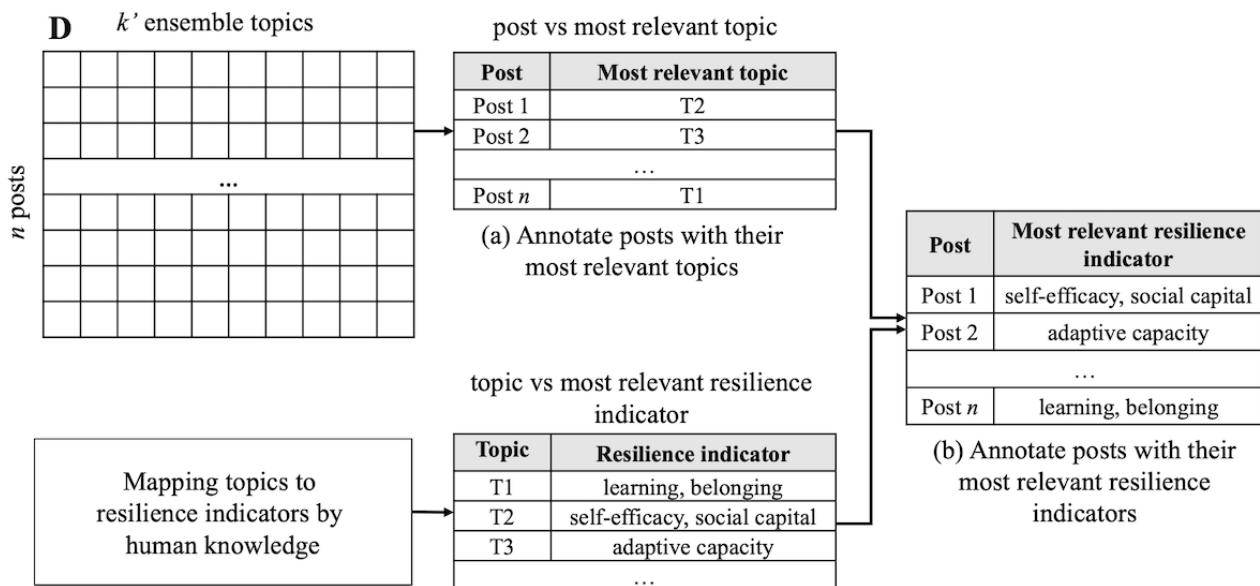 D
k’ ensemble topics
n posts
...
post vs most relevant topic
Post Most relevant topic
Post 1 T2
Post 2 T3
...
Post n T1
(a) Annotate posts with their
most relevant topics
Mapping topics to
resilience indicators by
human knowledge
topic vs most relevant resilience
indicator
Topic Resilience indicator
T1 learning, belonging
T2 self-efficacy, social capital
T3 adaptive capacity
...
Post Most relevant resilience
indicator
Post 1 self-efficacy, social capital
Post 2 adaptive capacity
...
Post n learning, belonging
(b) Annotate posts with their
most relevant resilience
indicators